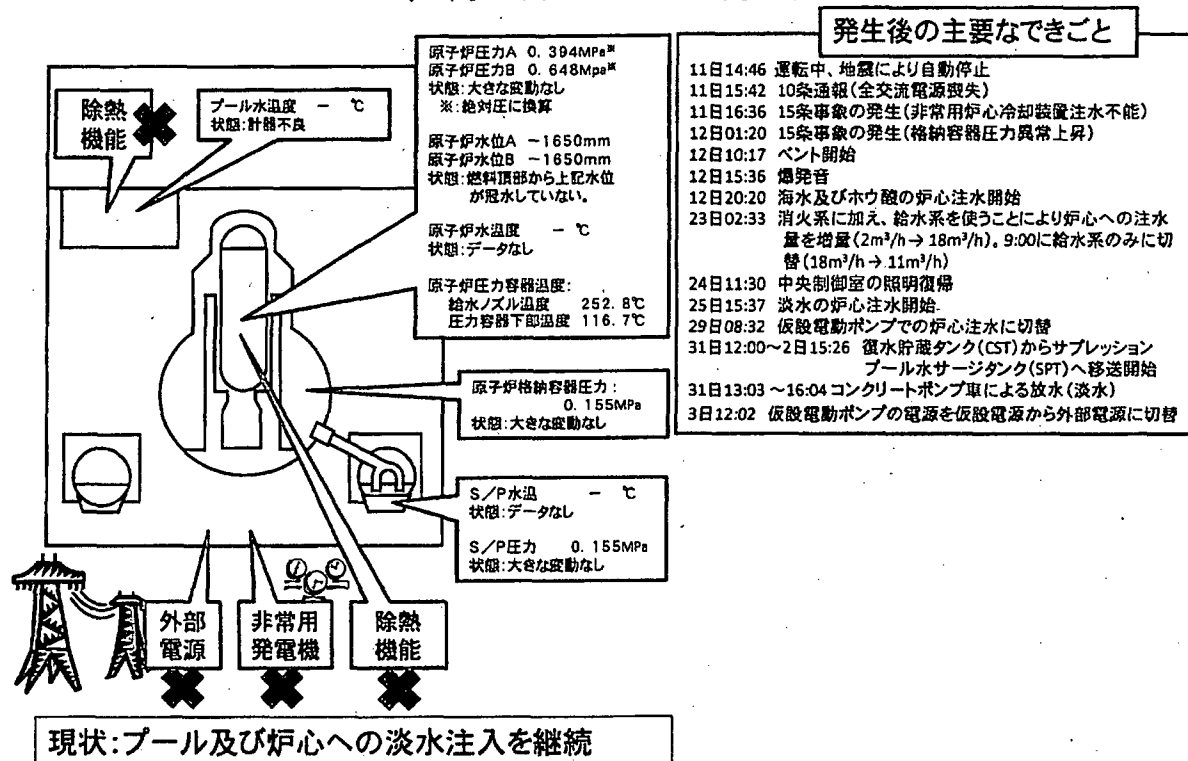 発生後の主要なできごと
11日14:46 運転中、地震により自動停止
11日15:42 10条通報(全交流電源喪失)
11日16:36 15条事象の発生(非常用炉心冷却装置注水不能)
12日01:20 15条事象の発生(格納容器圧力異常上昇)
12日10:17 ベント開始
12日15:36 爆発音
12日20:20 海水及びホウ酸の炉心注水開始
23日02:33 消火系に加え、給水系を使うことにより炉心への注水
量を増量(2m³/h→18m³/h)。9:00に給水系のみに切
替(18m³/h→11m³/h)
24日11:30 中央制御室の照明復帰
25日15:37 淡水の炉心注水開始
29日08:32 仮設電動ポンプでの炉心注水に切替
31日12:00~2日15:26 復水貯蔵タンク(CST)からサプレッション
プール水サージタンク(SPT)へ移送開始
31日13:03~16:04 コンクリートポンプ車による放水(淡水)
3日12:02 仮設電動ポンプの電源を仮設電源から外部電源に切替
除熱
機能
プール水温度 - ℃
状態:計器不良
原子炉圧力A 0.394MPa※
原子炉圧力B 0.648Mpa※
状態:大きな変動なし
※:絶対圧に換算
原子炉水位A -1650mm
原子炉水位B -1650mm
状態:燃料頂部から上記水位
が冠水していない。
原子炉水温度 - ℃
状態:データなし
原子炉圧力容器温度:
給水ノズル温度 252.8℃
圧力容器下部温度 116.7℃
原子炉格納容器圧力:
0.155MPa
状態:大きな変動なし
S/P水温 - ℃
状態:データなし
S/P圧力 0.155MPa
状態:大きな変動なし
外部
電源
非常用
発電機
除熱
機能
現状:プール及び炉心への淡水注入を継続